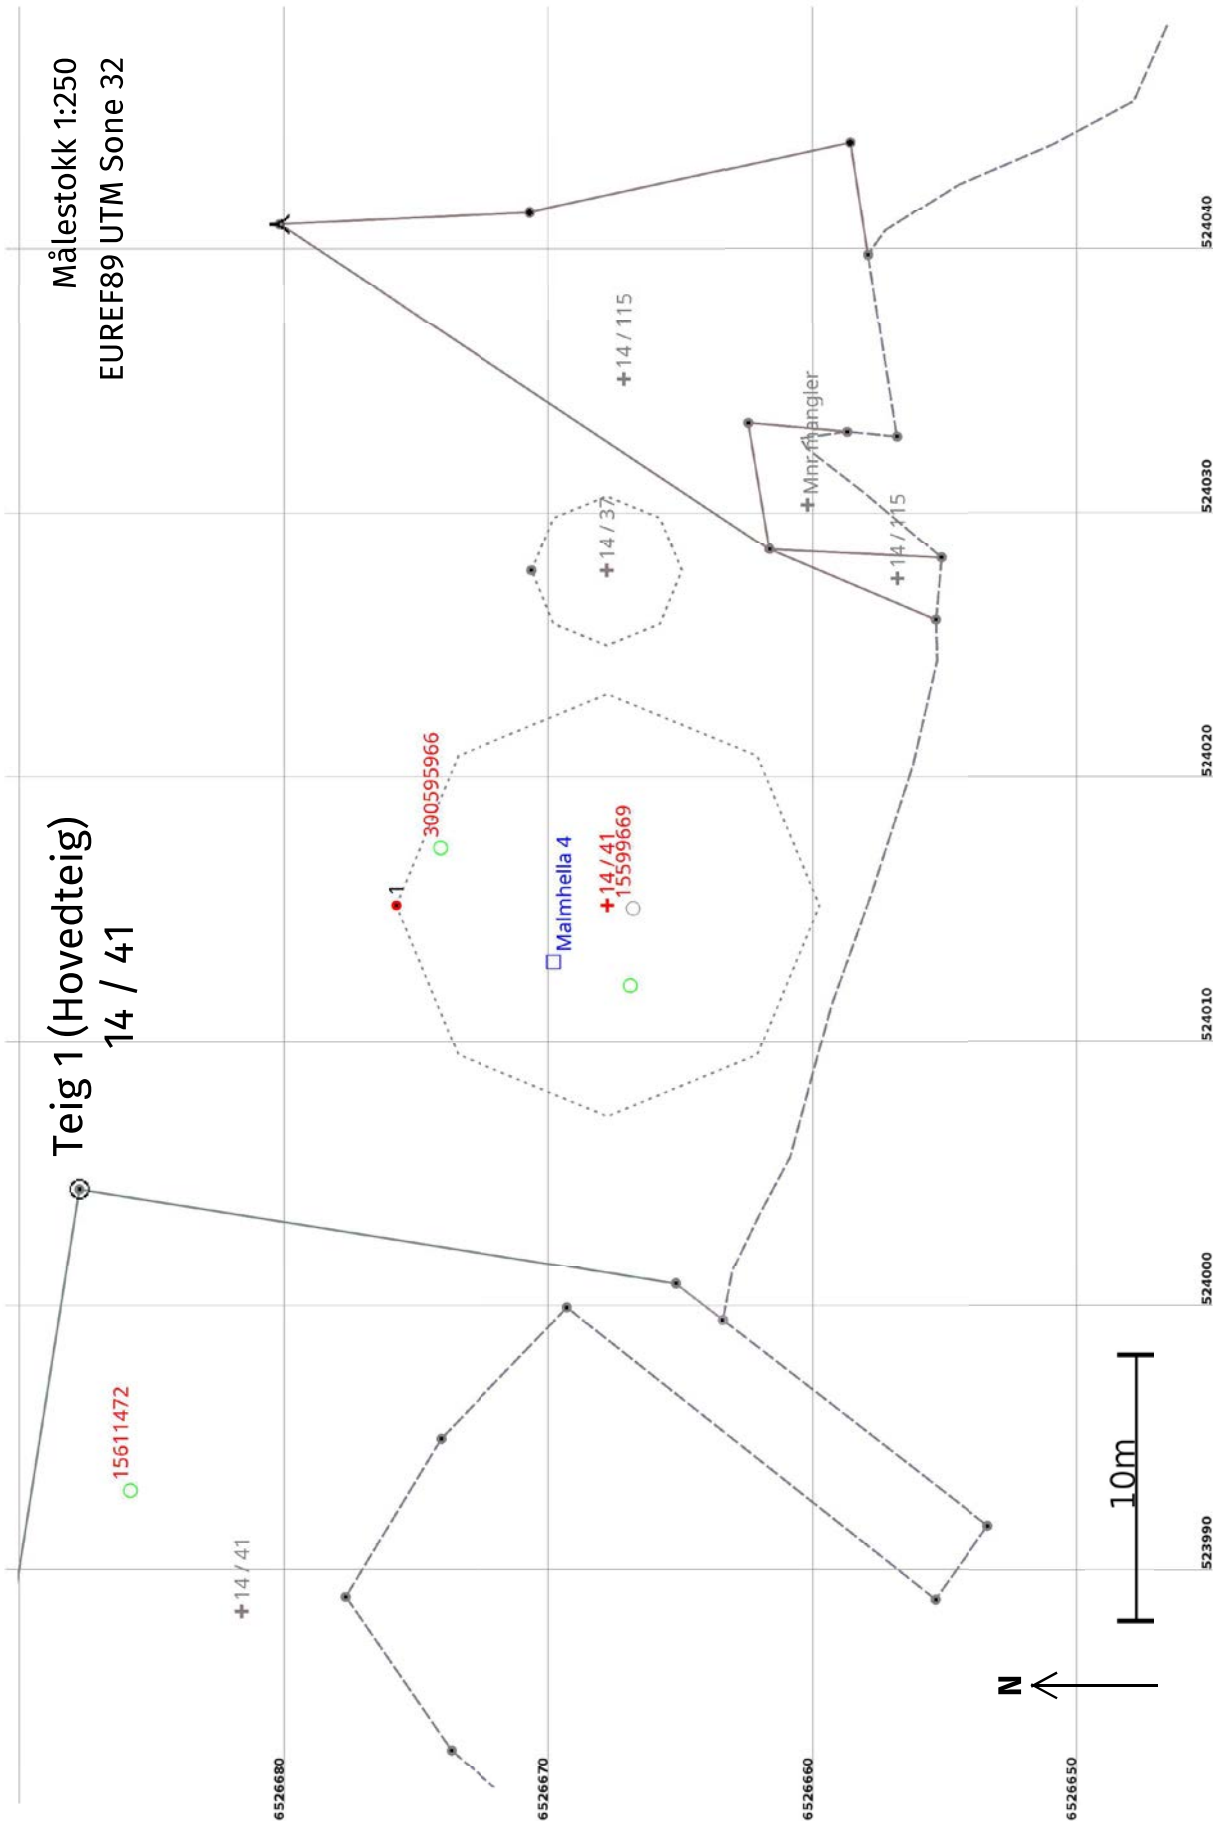 Målestokk 1:250
EUREF89 UTM Sone 32
Teig 1 (Hovedteig)
14 / 41
15611472
14 / 41
1
300595966
Malmhella 4
14 / 41
15599669
14 / 37
14 / 115
Mnr mangler
14 / 115
6526680
6526670
6526660
6526650
523990
524000
524010
524020
524030
524040
N
10m